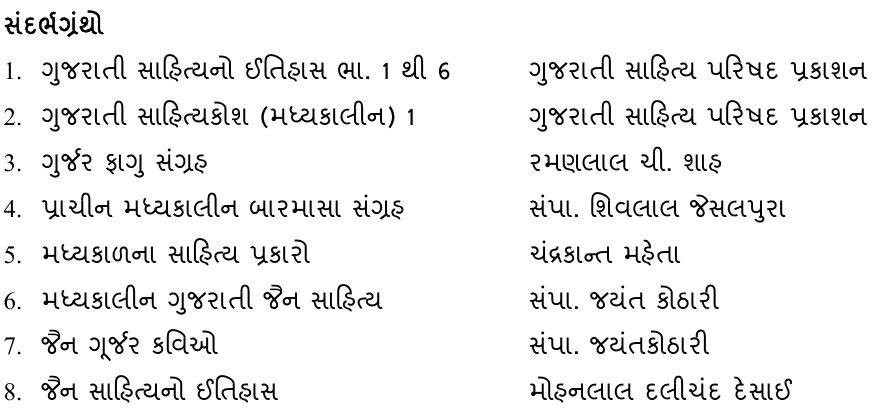 સંદર્ભગ્રંથો
1. ગુજરાતી સાહિત્યનો ઈતિહાસ ભા. 1 થી 6 ગુજરાતી સાહિત્ય પરિષદ પ્રકાશન
2. ગુજરાતી સાહિત્યકોશ (મધ્યકાલીન) 1 ગુજરાતી સાહિત્ય પરિષદ પ્રકાશન
3. ગુર્જર ફાગુ સંગ્રહ રમણલાલ ચી. શાહ
4. પ્રાચીન મધ્યકાલીન બારમાસા સંગ્રહ સંપા. શિવલાલ જેસલપુરા
5. મધ્યકાળના સાહિત્ય પ્રકારો ચંદ્રકાન્ત મહેતા
6. મધ્યકાલીન ગુજરાતી જૈન સાહિત્ય સંપા. જયંત કોઠારી
7. જૈન ગૂર્જર કવિઓ સંપા. જયંતકોઠારી
8. જૈન સાહિત્યનો ઈતિહાસ મોહનલાલ દલીચંદ દેસાઈ